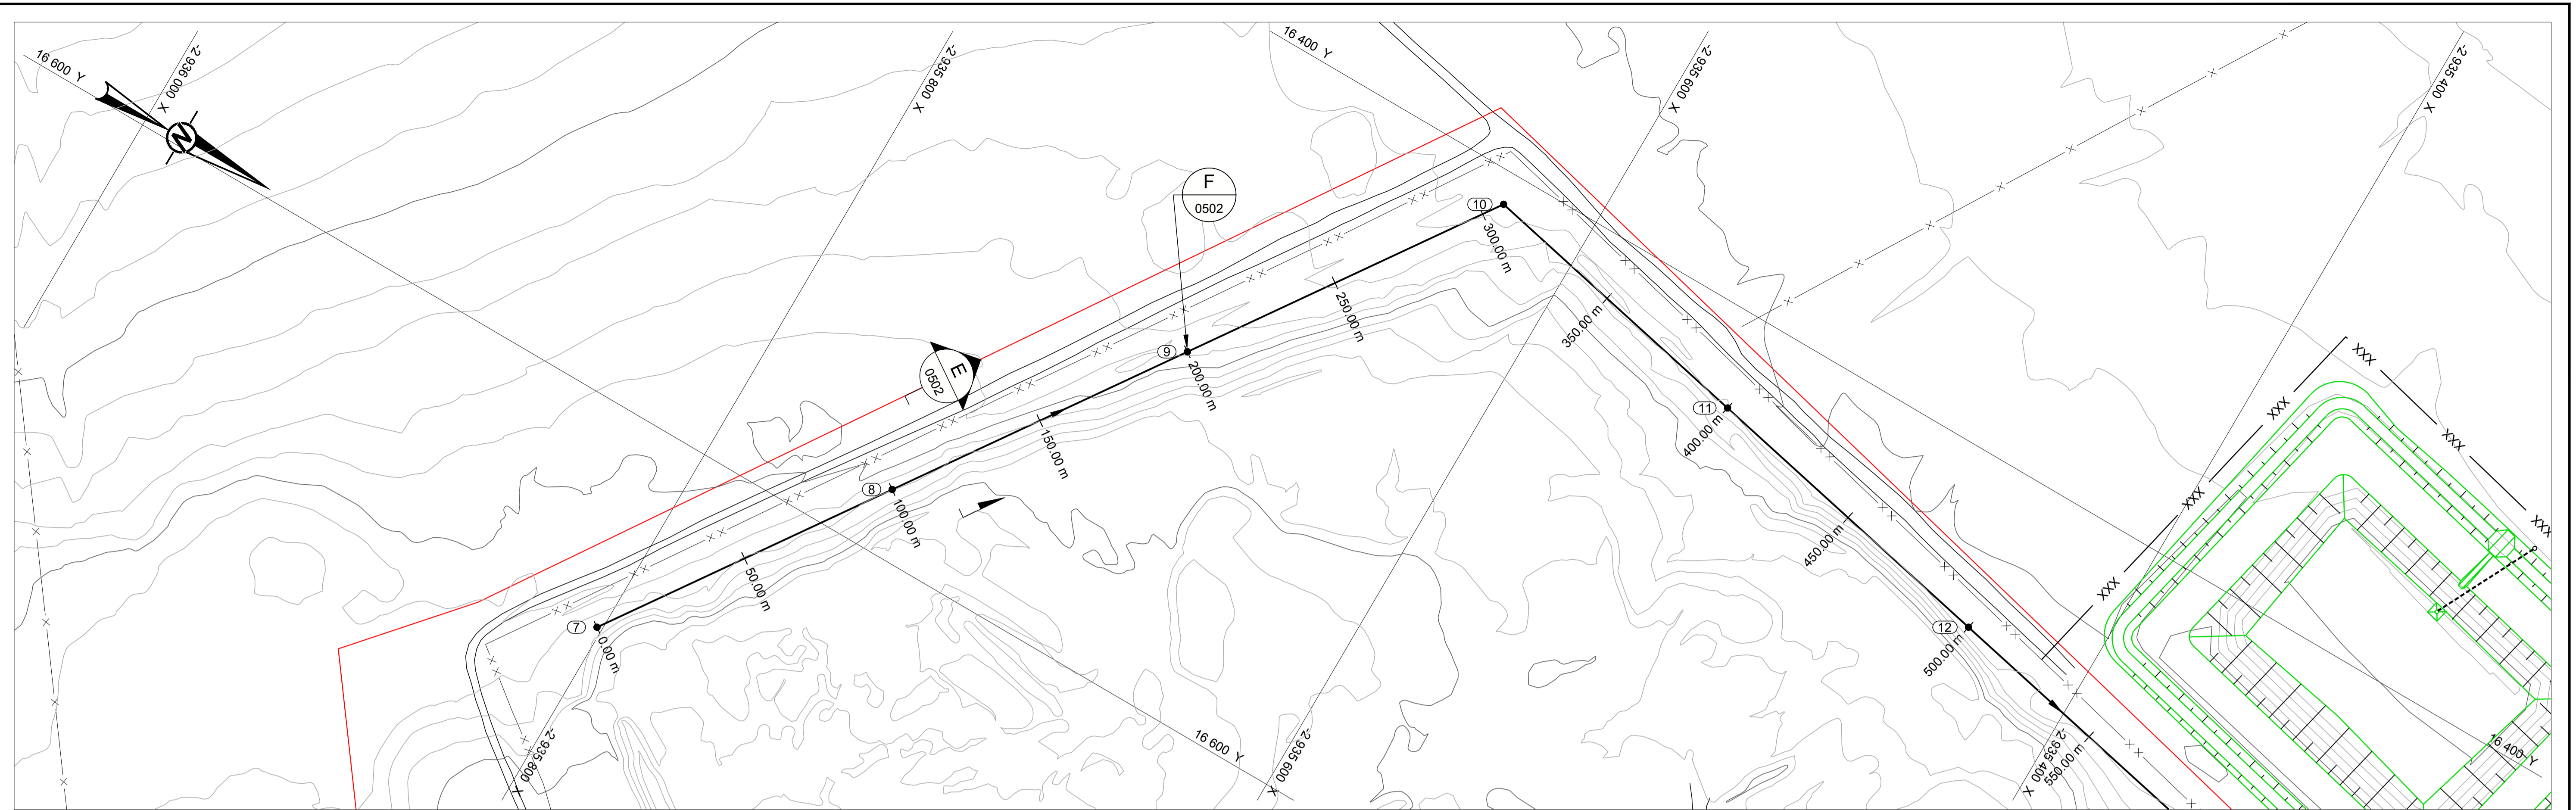 16 600 Y
-2 936 000 X
-2 935 800 X
16 400 Y
-2 935 600 X
-2 935 400 X
N
F
0502
10
300.00 m
E
0502
9
200.00 m
250.00 m
350.00 m
11
400.00 m
150.00 m
8
100.00 m
450.00 m
50.00 m
7
0.00 m
12
500.00 m
550.00 m
XXX
XXX
XXX
XXX
XXX
XXX
-2 935 800 X
16 600 Y
-2 935 600 X
-2 935 400 X
16 400 Y